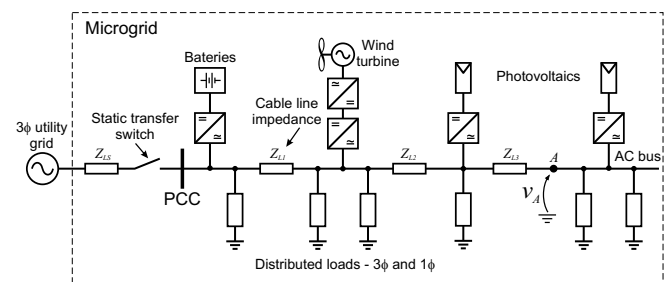 Microgrid
Bateries
Wind
turbine
Photovoltaics
Cable line
impedance
Static transfer
switch
3ϕ utility
grid
Z_LS
Z_L1
Z_L2
Z_L3
A
AC bus
PCC
v_A
Distributed loads - 3ϕ and 1ϕ